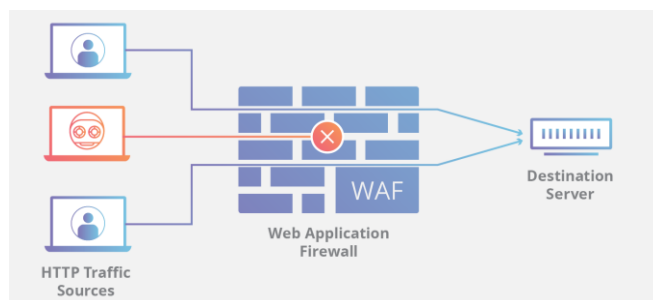 WAF
Web Application
Firewall
Destination
Server
HTTP Traffic
Sources